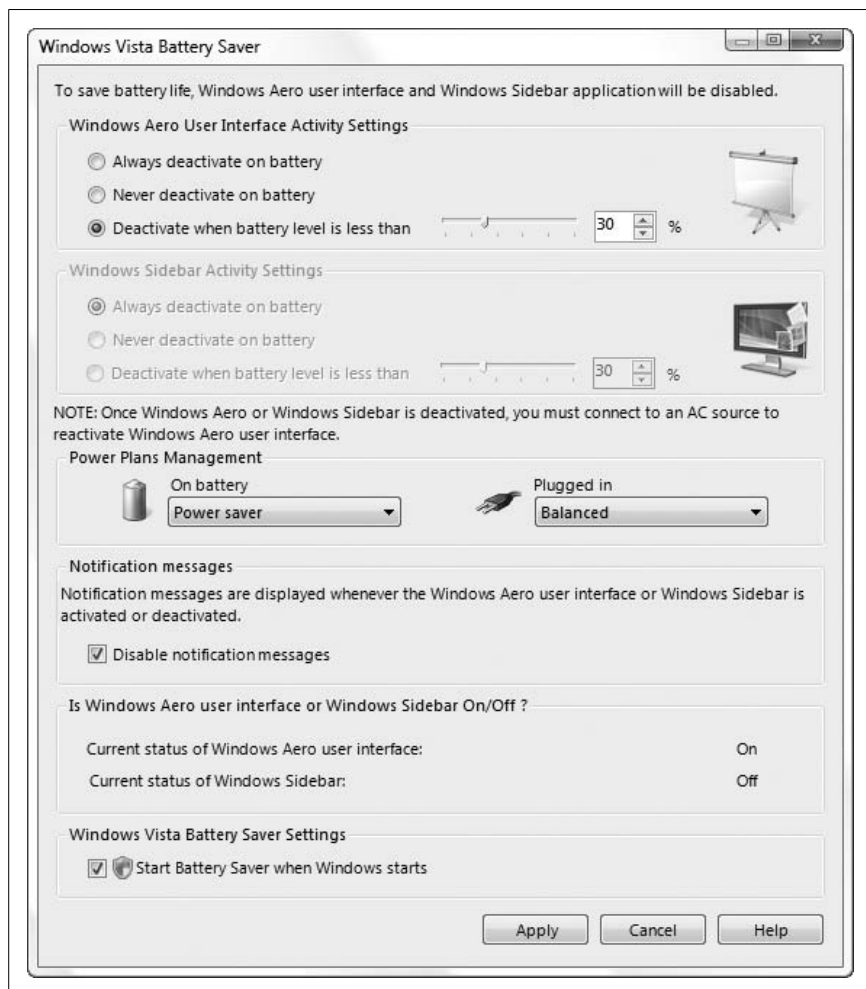 Windows Vista Battery Saver
To save battery life, Windows Aero user interface and Windows Sidebar application will be disabled.
Windows Aero User Interface Activity Settings
Always deactivate on battery
Never deactivate on battery
Deactivate when battery level is less than 30 %
Windows Sidebar Activity Settings
Always deactivate on battery
Never deactivate on battery
Deactivate when battery level is less than 30 %
NOTE: Once Windows Aero or Windows Sidebar is deactivated, you must connect to an AC source to
reactivate Windows Aero user interface.
Power Plans Management
On battery Plugged in
Power saver Balanced
Notification messages
Notification messages are displayed whenever the Windows Aero user interface or Windows Sidebar is
activated or deactivated.
Disable notification messages
Is Windows Aero user interface or Windows Sidebar On/Off ?
Current status of Windows Aero user interface: On
Current status of Windows Sidebar: Off
Windows Vista Battery Saver Settings
Start Battery Saver when Windows starts
Apply Cancel Help